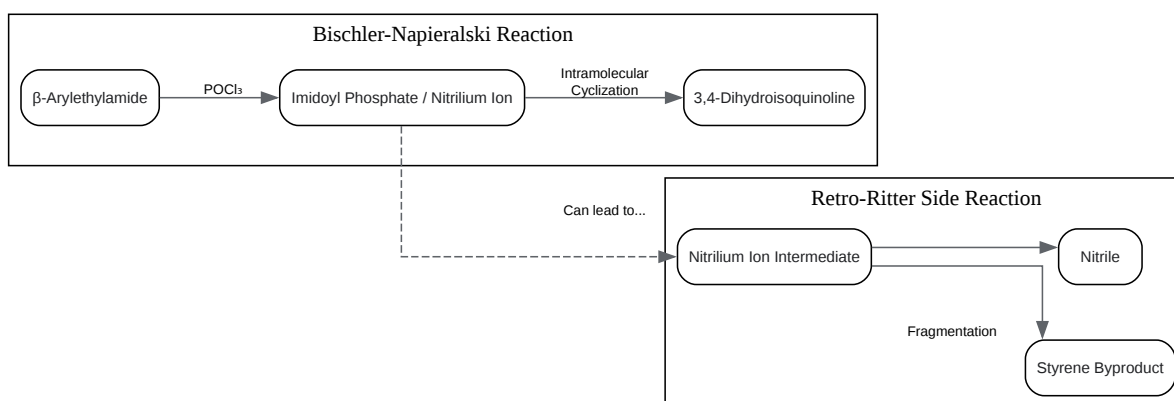 Bischler-Napieralski Reaction
β-Arylethylamide
POCl₃
Imidoyl Phosphate / Nitrilium Ion
Intramolecular
Cyclization
3,4-Dihydroisoquinoline
Retro-Ritter Side Reaction
Can lead to...
Nitrilium Ion Intermediate
Nitrile
Fragmentation
Styrene Byproduct